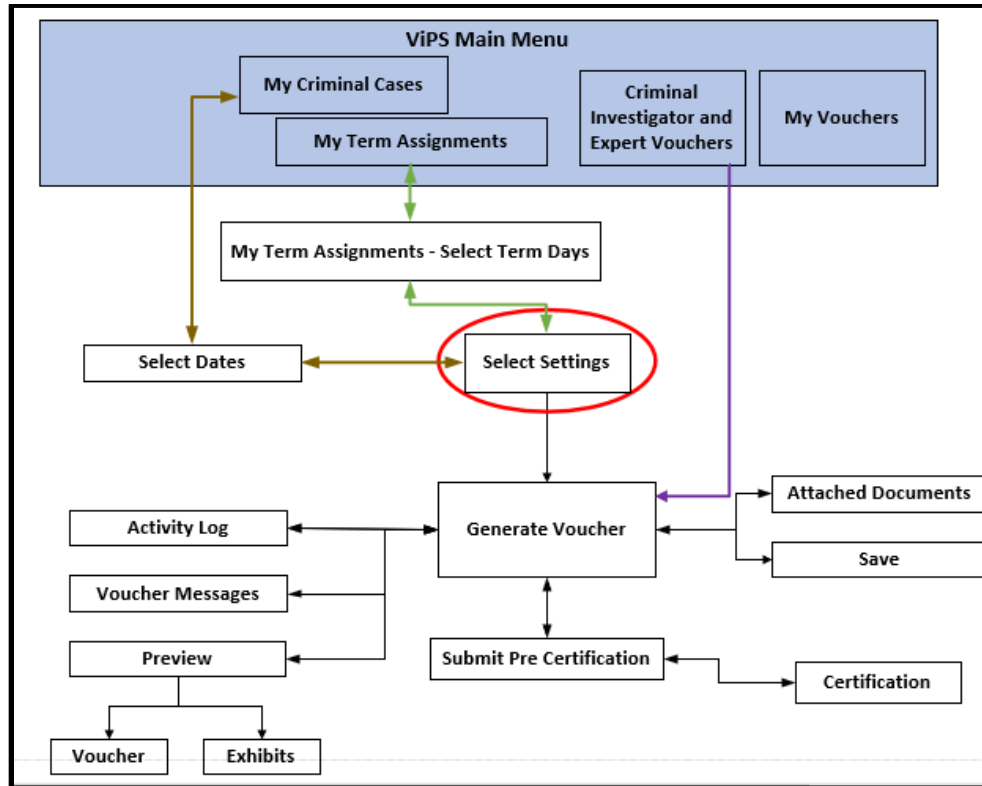 ViPS Main Menu
My Criminal Cases
My Term Assignments
Criminal
Investigator and
Expert Vouchers
My Vouchers
My Term Assignments - Select Term Days
Select Dates
Select Settings
Generate Voucher
Attached Documents
Save
Activity Log
Voucher Messages
Preview
Submit Pre Certification
Certification
Voucher
Exhibits